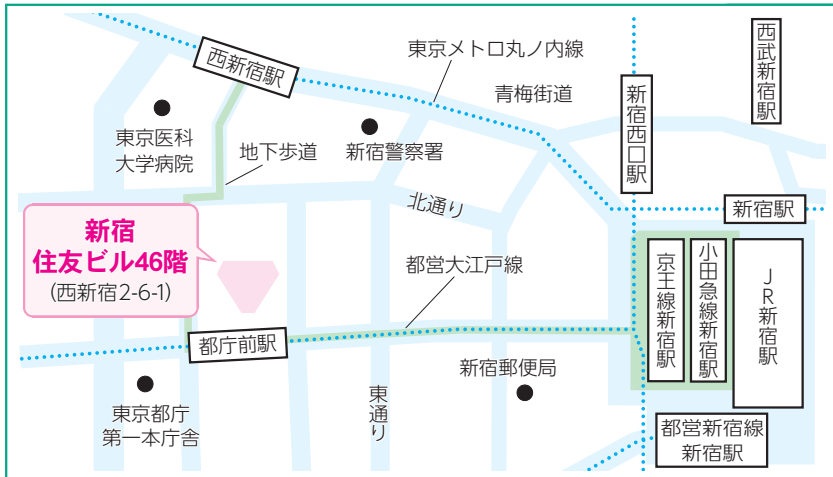 西新宿駅
東京メトロ丸ノ内線
青梅街道
新宿西口駅
西武新宿駅
東京医科
大学病院
地下歩道
新宿警察署
北通り
新宿駅
新宿
住友ビル46階
(西新宿2-6-1)
都営大江戸線
京王線新宿駅
小田急線新宿駅
JR新宿駅
都庁前駅
新宿郵便局
東京都庁
第一本庁舎
東通り
都営新宿線
新宿駅